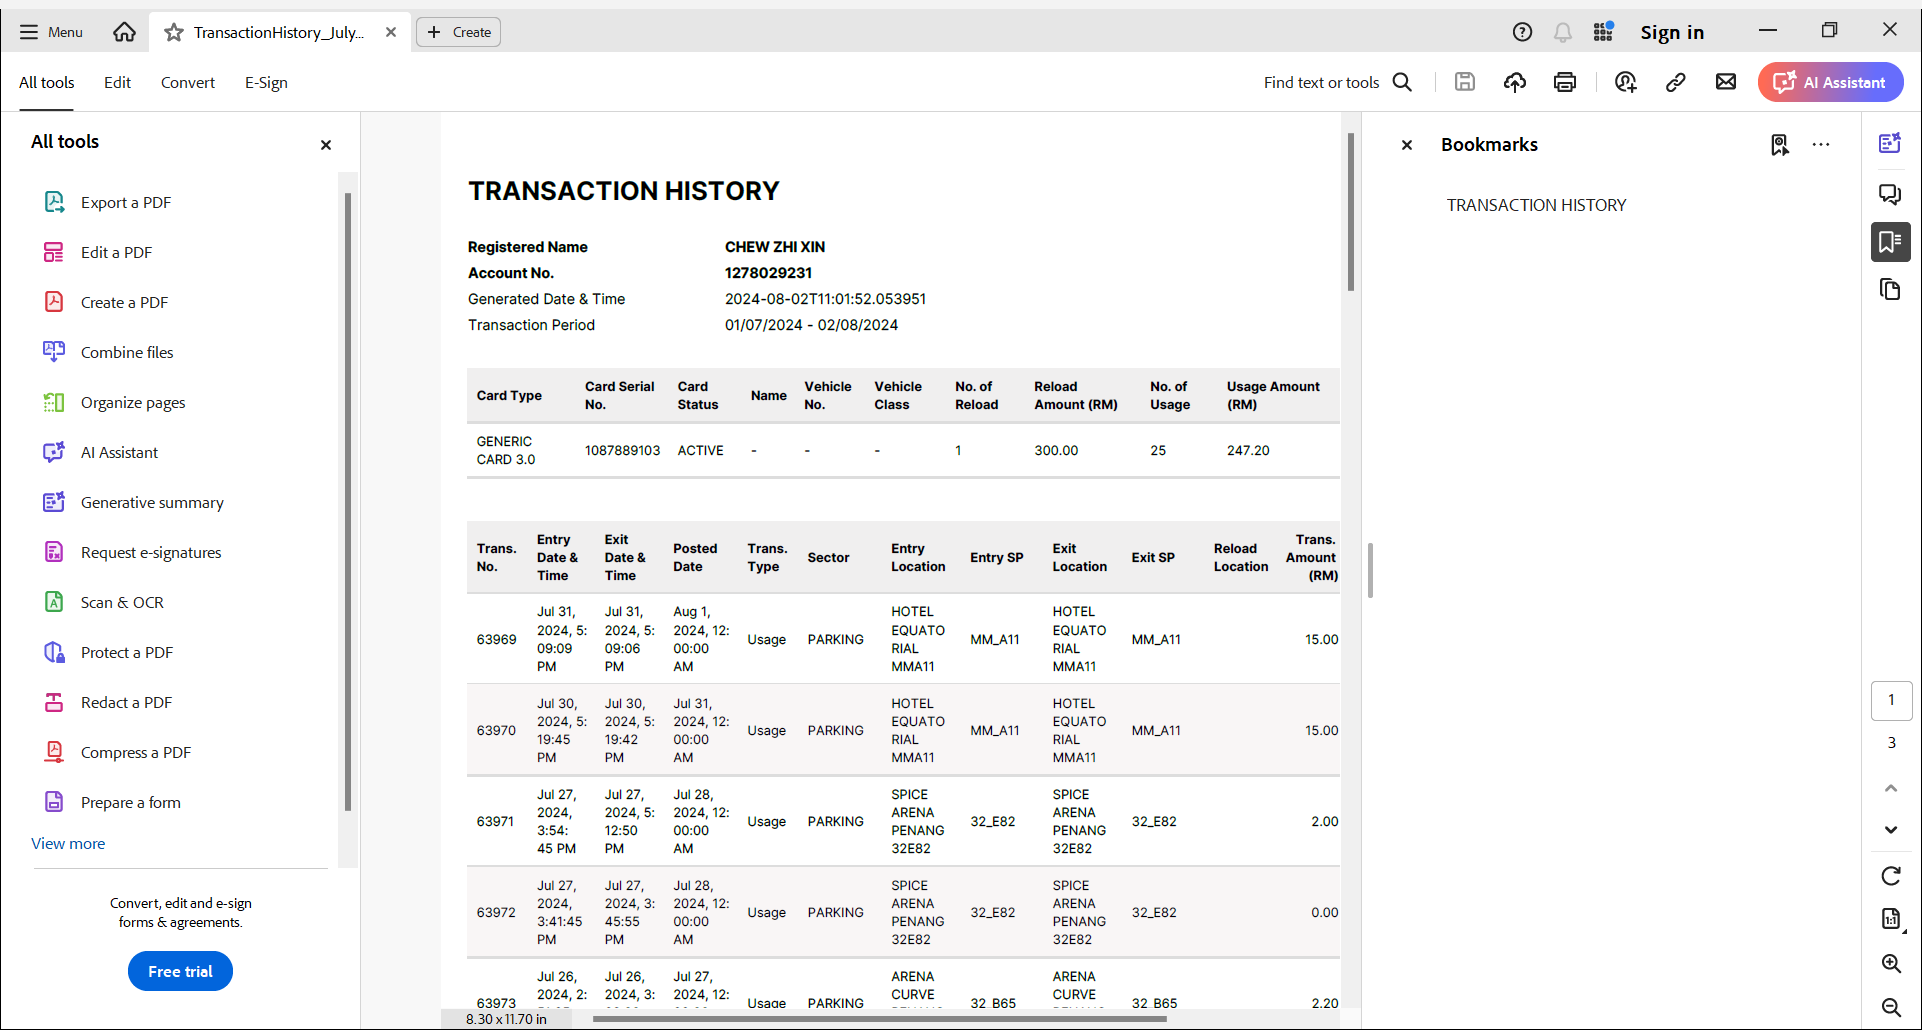 Menu
TransactionHistory_July...
Create
Sign in
All tools
Edit
Convert
E-Sign
Find text or tools
AI Assistant
All tools
Export a PDF
Edit a PDF
Create a PDF
Combine files
Organize pages
AI Assistant
Generative summary
Request e-signatures
Scan & OCR
Protect a PDF
Redact a PDF
Compress a PDF
Prepare a form
View more
Convert, edit and e-sign
forms & agreements.
Free trial
TRANSACTION HISTORY
Registered Name CHEW ZHI XIN
Account No. 1278029231
Generated Date & Time 2024-08-02T11:01:52.053951
Transaction Period 01/07/2024 - 02/08/2024
Card Type Card Serial No. Card Status Name Vehicle No. Vehicle Class No. of Reload Reload Amount (RM) No. of Usage Usage Amount (RM)
GENERIC CARD 3.0 1087889103 ACTIVE - - - 1 300.00 25 247.20
Trans. No. Entry Date & Time Exit Date & Time Posted Date Trans. Type Sector Entry Location Entry SP Exit Location Exit SP Reload Location Trans. Amount (RM)
63969 Jul 31, 2024, 5:09:09 PM Jul 31, 2024, 5:09:06 PM Aug 1, 2024, 12:00:00 AM Usage PARKING HOTEL EQUATORIAL MMA11 MM_A11 HOTEL EQUATORIAL MMA11 MM_A11 15.00
63970 Jul 30, 2024, 5:19:45 PM Jul 30, 2024, 5:19:42 PM Jul 31, 2024, 12:00:00 AM Usage PARKING HOTEL EQUATORIAL MMA11 MM_A11 HOTEL EQUATORIAL MMA11 MM_A11 15.00
63971 Jul 27, 2024, 3:54:45 PM Jul 27, 2024, 5:12:50 PM Jul 28, 2024, 12:00:00 AM Usage PARKING SPICE ARENA PENANG 32E82 32_E82 SPICE ARENA PENANG 32E82 32_E82 2.00
63972 Jul 27, 2024, 3:41:45 PM Jul 27, 2024, 3:45:55 PM Jul 28, 2024, 12:00:00 AM Usage PARKING SPICE ARENA PENANG 32E82 32_E82 SPICE ARENA PENANG 32E82 32_E82 0.00
63973 Jul 26, 2024, 2: Jul 26, 2024, 3: Jul 27, 2024, 12: Usage PARKING ARENA CURVE 32_B65 ARENA CURVE 32_B65 2.20
8.30 x 11.70 in
Bookmarks
TRANSACTION HISTORY
1
3